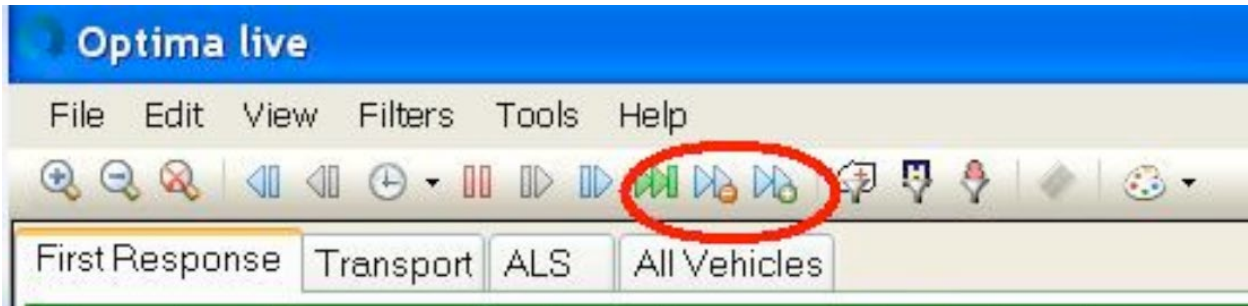 Optima live
File Edit View Filters Tools Help
First Response Transport ALS All Vehicles